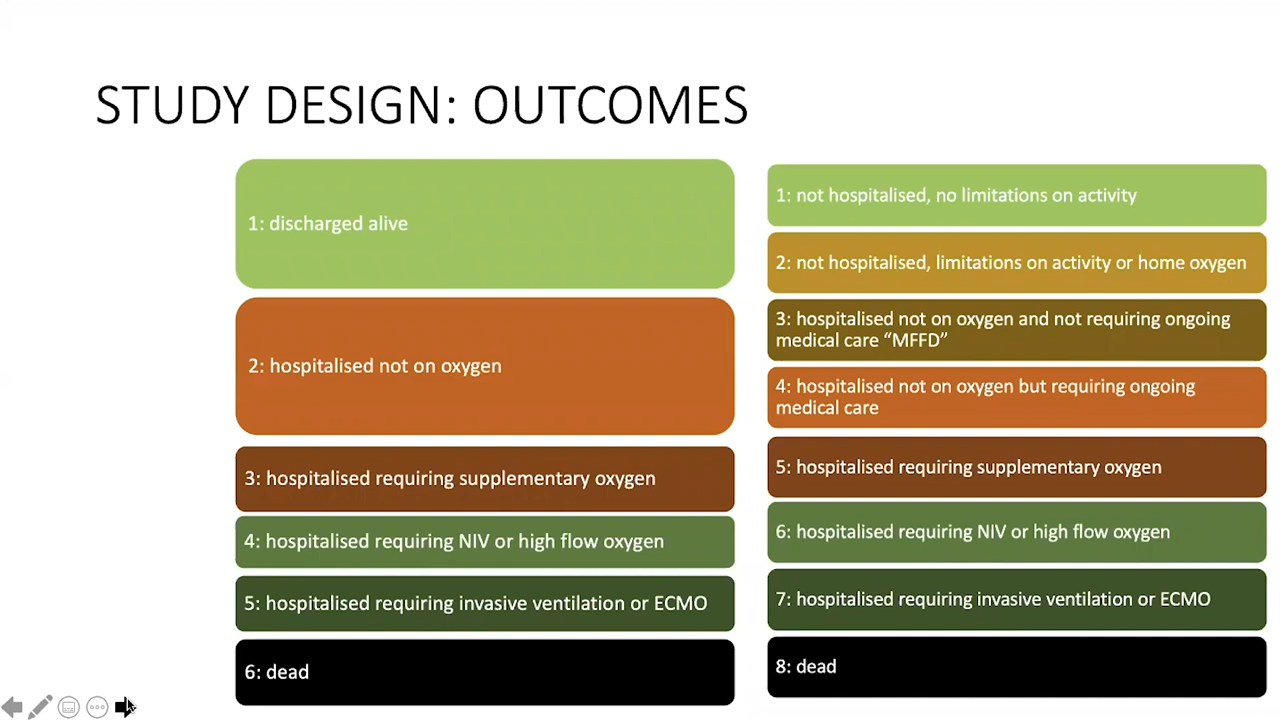 STUDY DESIGN: OUTCOMES
1: discharged alive
2: hospitalised not on oxygen
3: hospitalised requiring supplementary oxygen
4: hospitalised requiring NIV or high flow oxygen
5: hospitalised requiring invasive ventilation or ECMO
6: dead
1: not hospitalised, no limitations on activity
2: not hospitalised, limitations on activity or home oxygen
3: hospitalised not on oxygen and not requiring ongoing
medical care “MFFD”
4: hospitalised not on oxygen but requiring ongoing
medical care
5: hospitalised requiring supplementary oxygen
6: hospitalised requiring NIV or high flow oxygen
7: hospitalised requiring invasive ventilation or ECMO
8: dead